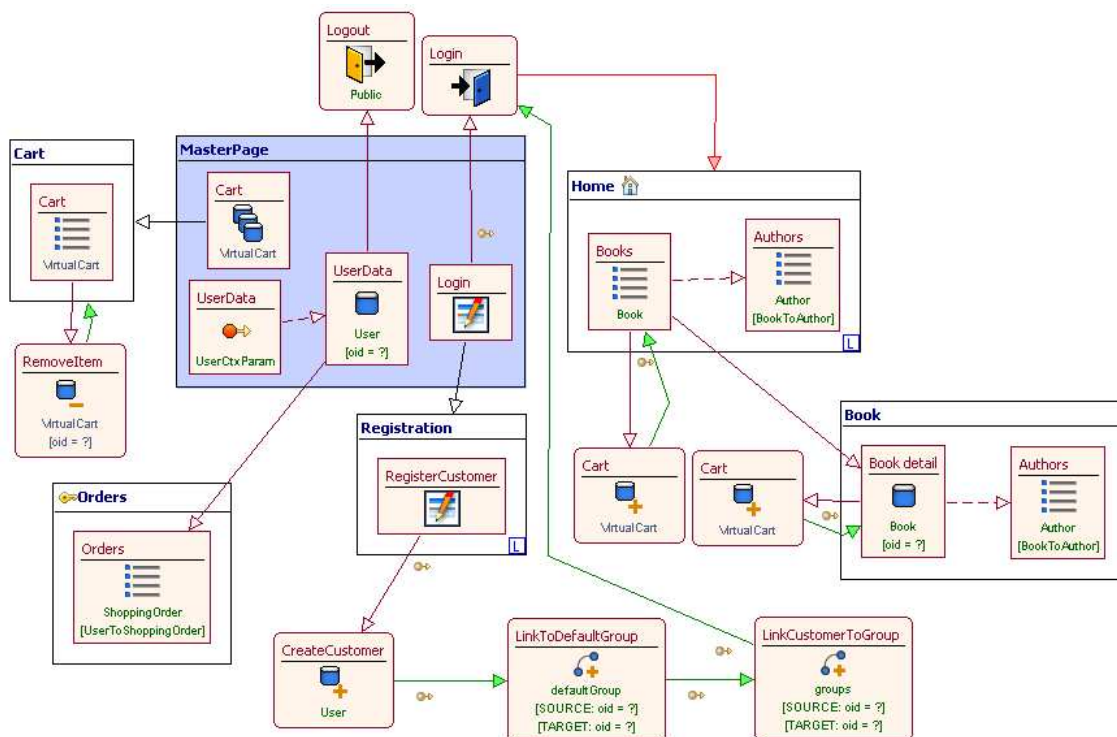 Logout
Public
Login
Cart
Cart
VirtualCart
MasterPage
Cart
VirtualCart
UserData
UserCtxParam
UserData
User
[oid = ?]
Login
Home
Books
Book
Authors
Author
[BookToAuthor]
L
RemoveItem
VirtualCart
[oid = ?]
Registration
RegisterCustomer
L
Cart
VirtualCart
Cart
VirtualCart
Book
Book detail
Book
[oid = ?]
Authors
Author
[BookToAuthor]
Orders
Orders
ShoppingOrder
[UserToShoppingOrder]
CreateCustomer
User
LinkToDefaultGroup
defaultGroup
[SOURCE: oid = ?]
[TARGET: oid = ?]
LinkCustomerToGroup
groups
[SOURCE: oid = ?]
[TARGET: oid = ?]